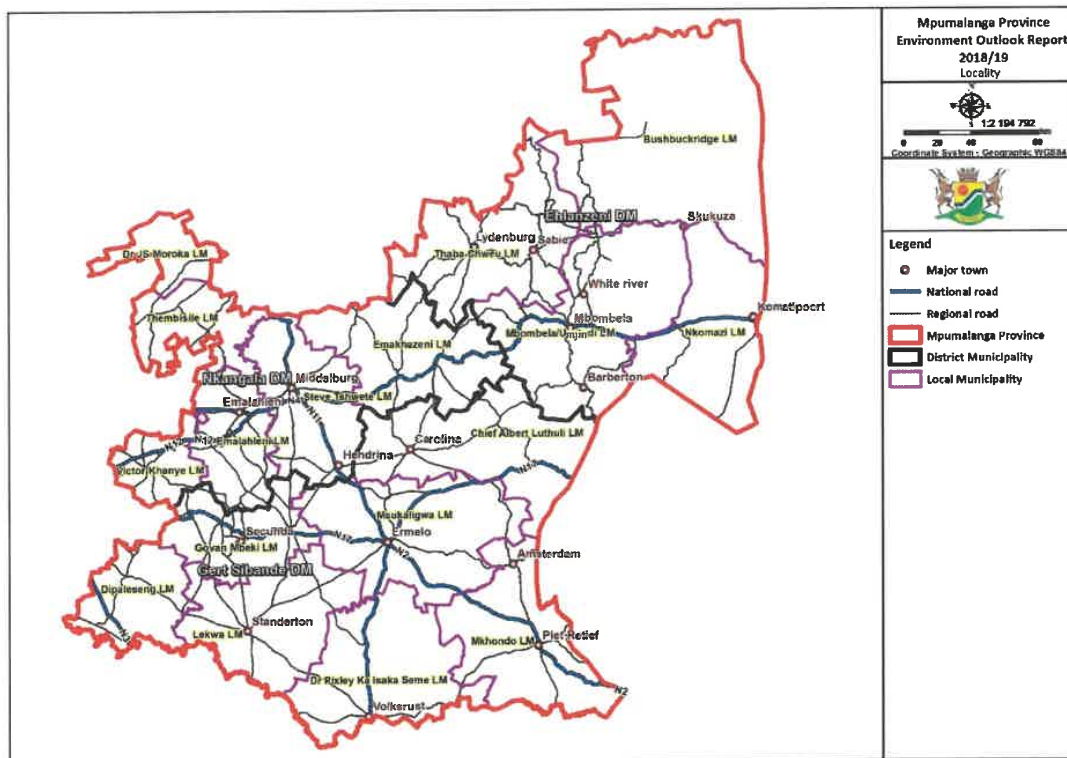 Mpumalanga Province
Environment Outlook Report
2018/19
Locality
1:2 194 792
0 20 40 80
Coordinate System - Geographic WGS84
Legend
Major town
National road
Regional road
Mpumalanga Province
District Municipality
Local Municipality
Bushbuckridge LM
Ehlanzeni DM
Skukuza
Lydenburg
Sabie
Thaba Chweu LM
Dr JS Moroka LM
White river
Thembisile LM
Komatipoort
Mbombela
Mbombela/Umjindi LM
Nkomazi LM
Emakhazeni LM
Nkangala DM
Middelburg
Barberton
Steve Tshwete LM
Emalahleni
N4
N11
Chief Albert Luthuli LM
Carolina
N12
N12
Emalahleni LM
Hendrina
Victor Khanye LM
N17
Msukaligwa LM
Secunda
N17
Ermelo
Govan Mbeki LM
N2
Amsterdam
Gert Sibande DM
Dipaleseng LM
Standerton
Lekwa LM
N3
Mkhondo LM
Piet Retief
Dr Pixley Ka Isaka Seme LM
N2
Volksrust